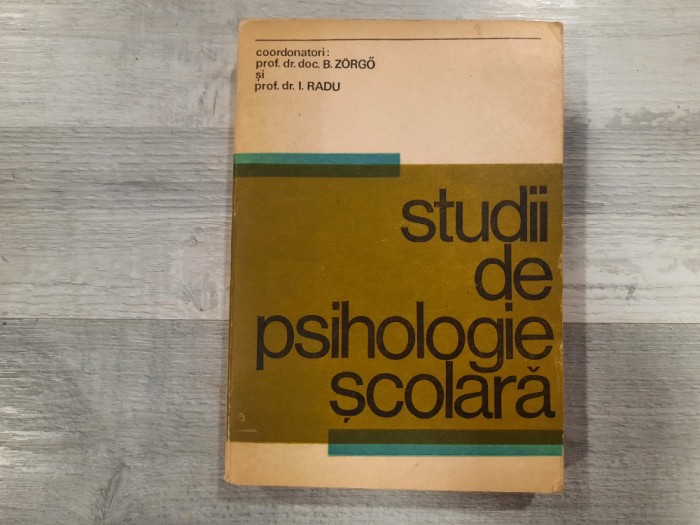 coordonatori:
prof. dr. doc. B. ZÖRGŐ
și
prof. dr. I. RADU
studii
de
psihologie
școlară